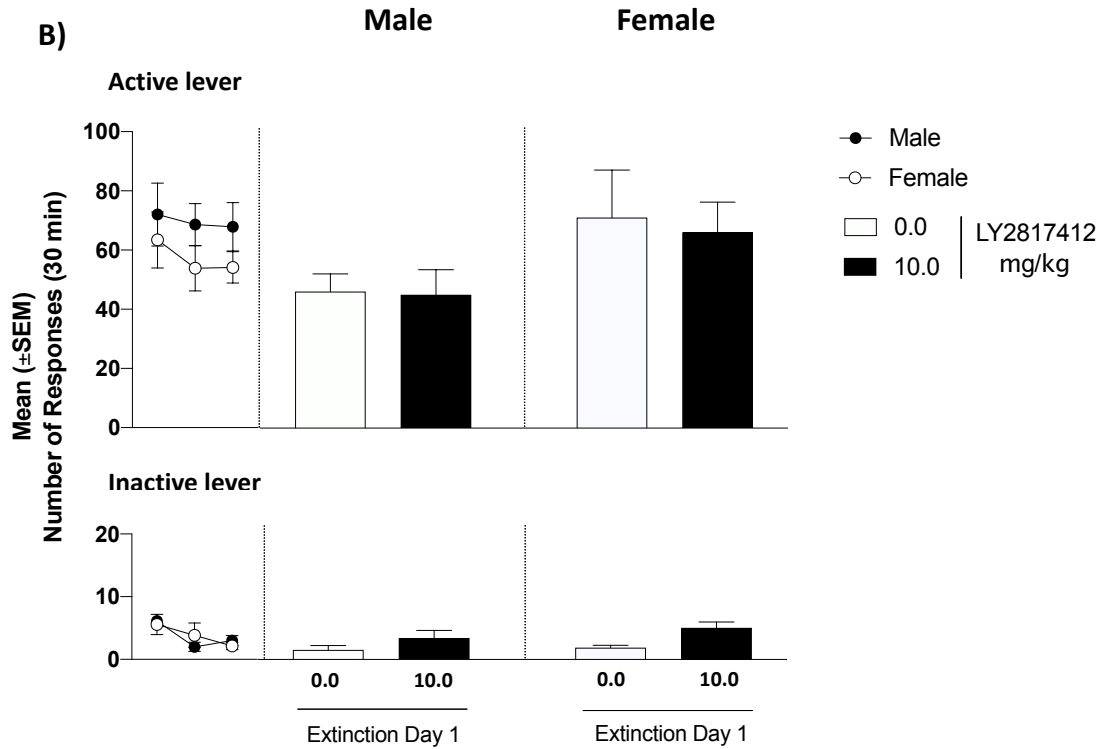 B)
Male
Female
Active lever
Mean (±SEM)
Number of Responses (30 min)
100
80
60
40
20
0
Male
Female
0.0
10.0
LY2817412
mg/kg
Inactive lever
20
10
0
0.0
10.0
0.0
10.0
Extinction Day 1
Extinction Day 1